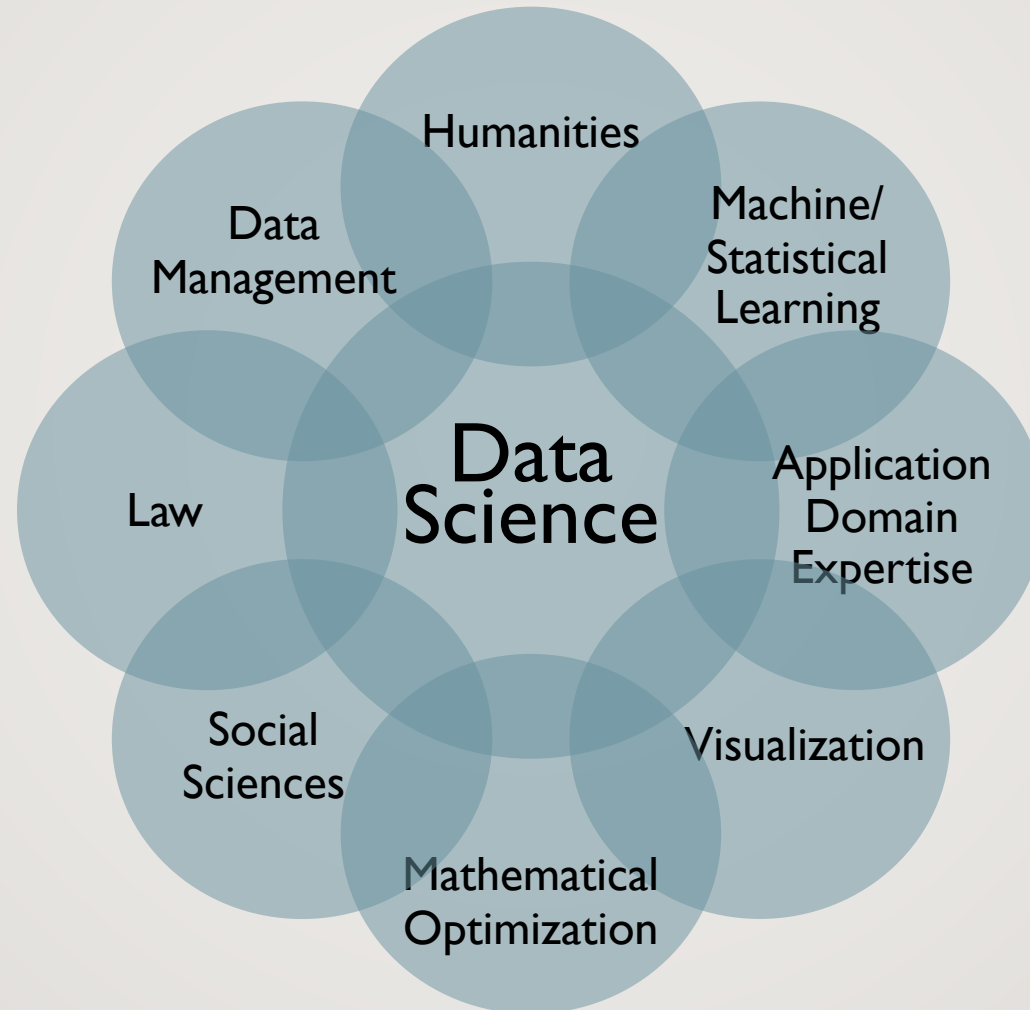 Humanities
Machine/
Statistical
Learning
Data
Management
Data
Science
Application
Domain
Expertise
Law
Social
Sciences
Visualization
Mathematical
Optimization